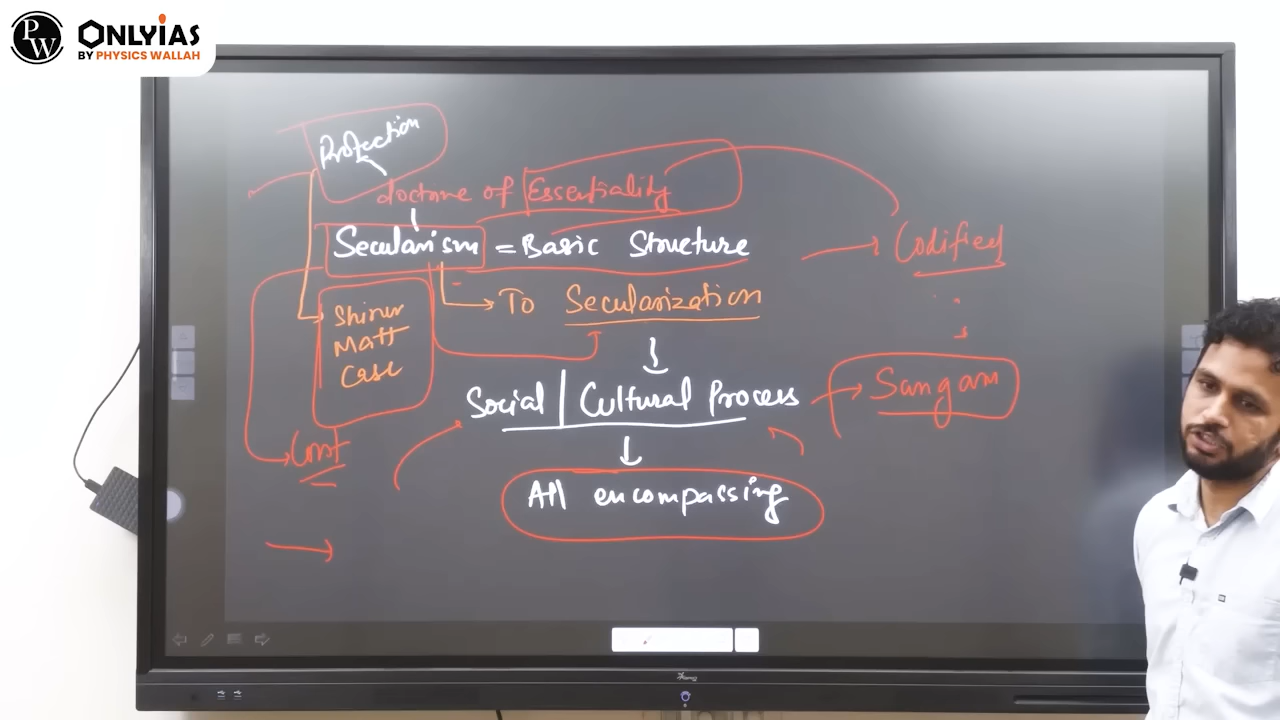 PW
ONLYIAS
BY PHYSICS WALLAH
Protection
doctrine of Essentiality
Secularism = Basic Structure
Codified
To Secularization
Shirur
Matt
Case
Social | Cultural Process
Sangam
Const
All encompassing